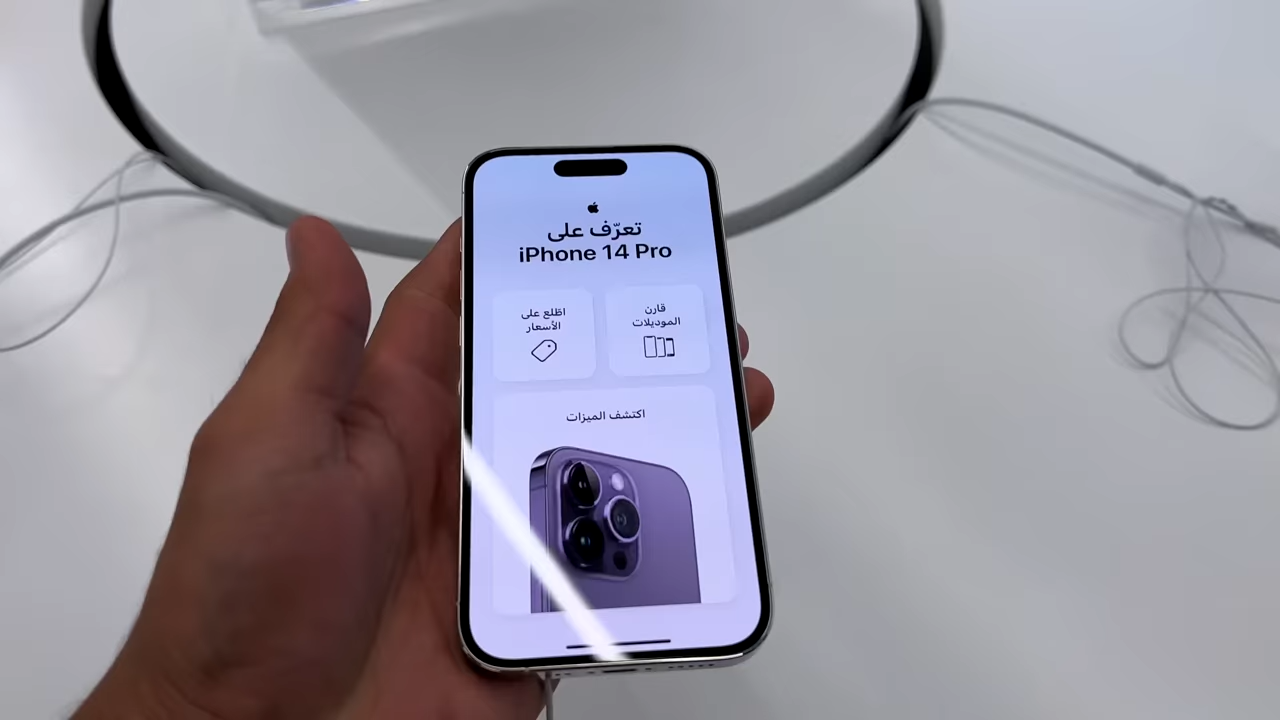 تعرّف على
iPhone 14 Pro
قارن
الموديلات
اطّلع على
الأسعار
اكتشف الميزات